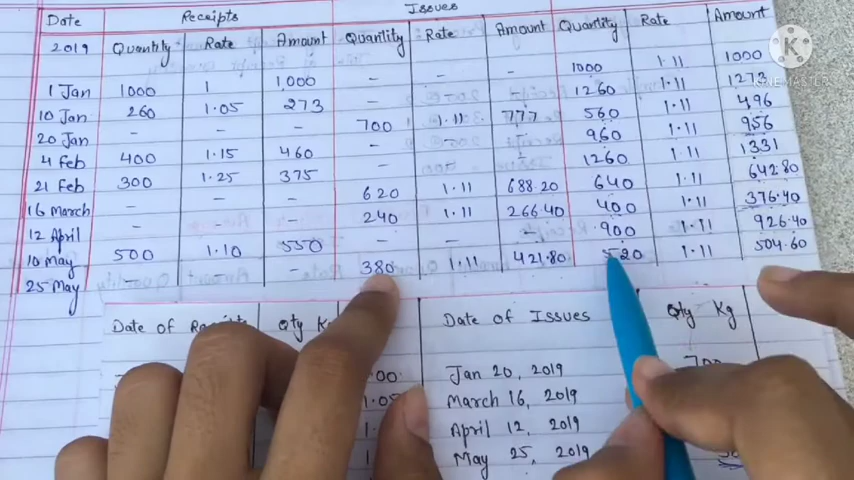 Date Receipts Issues
2019 Quantity Rate Amount Quantity Rate Amount Quantity Rate Amount
1 Jan 1000 1 1,000 - - - 1000 1.11 1000
10 Jan 260 1.05 273 - - - 1260 1.11 1273
20 Jan - - - 700 1.11 777 560 1.11 496
4 Feb 400 1.15 460 - - - 960 1.11 956
21 Feb 300 1.25 375 - - - 1260 1.11 1331
16 March - - - 620 1.11 688.20 640 1.11 642.80
12 April - - - 240 1.11 266.40 400 1.11 376.40
10 May 500 1.10 550 - - - 900 1.11 926.40
25 May - - - 380 1.11 421.80 520 1.11 504.60
Date of Receipts Qty Kg Date of Issues Qty Kg
Jan 20, 2019 700
March 16, 2019
April 12, 2019
May 25, 2019
K
KINEMASTER